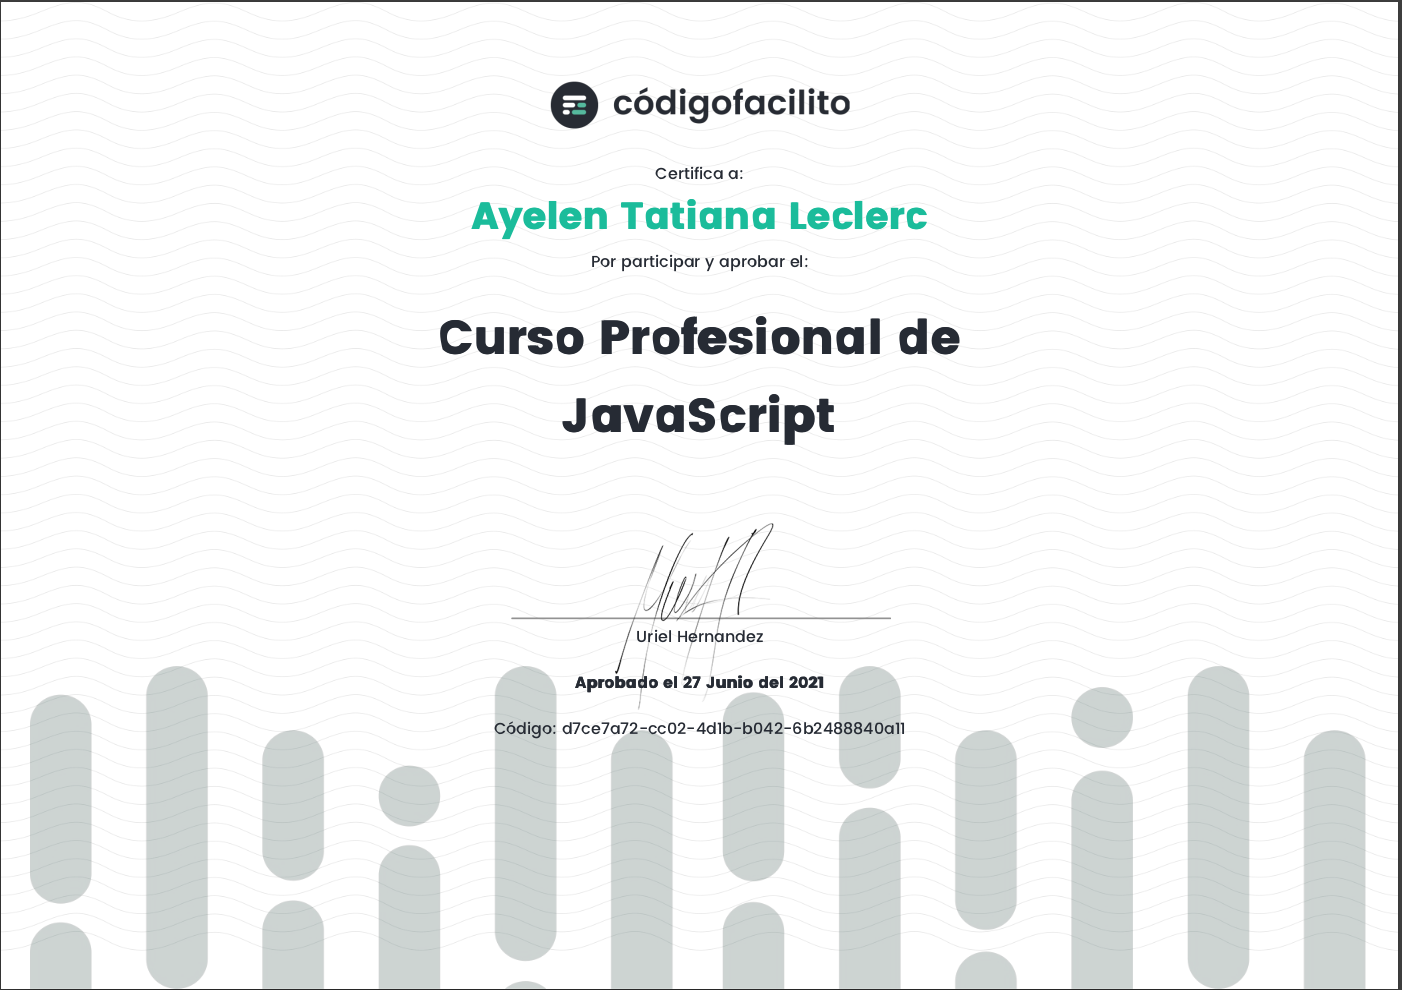 códigofacilito
Certifica a:
Ayelen Tatiana Leclerc
Por participar y aprobar el:
Curso Profesional de
JavaScript
Uriel Hernandez
Aprobado el 27 Junio del 2021
Código: d7ce7a72-cc02-4d1b-b042-6b2488840a11